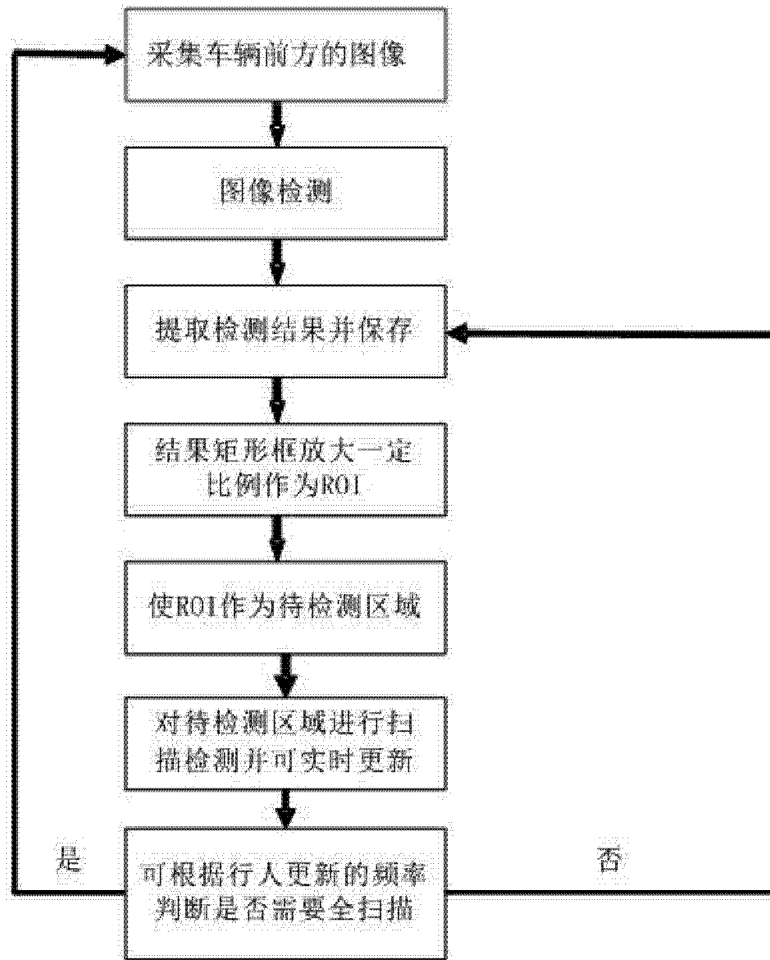 采集车辆前方的图像
图像检测
提取检测结果并保存
结果矩形框放大一定
比例作为ROI
使ROI作为待检测区域
对待检测区域进行扫
描检测并可实时更新
是
否
可根据行人更新的频率
判断是否需要全扫描